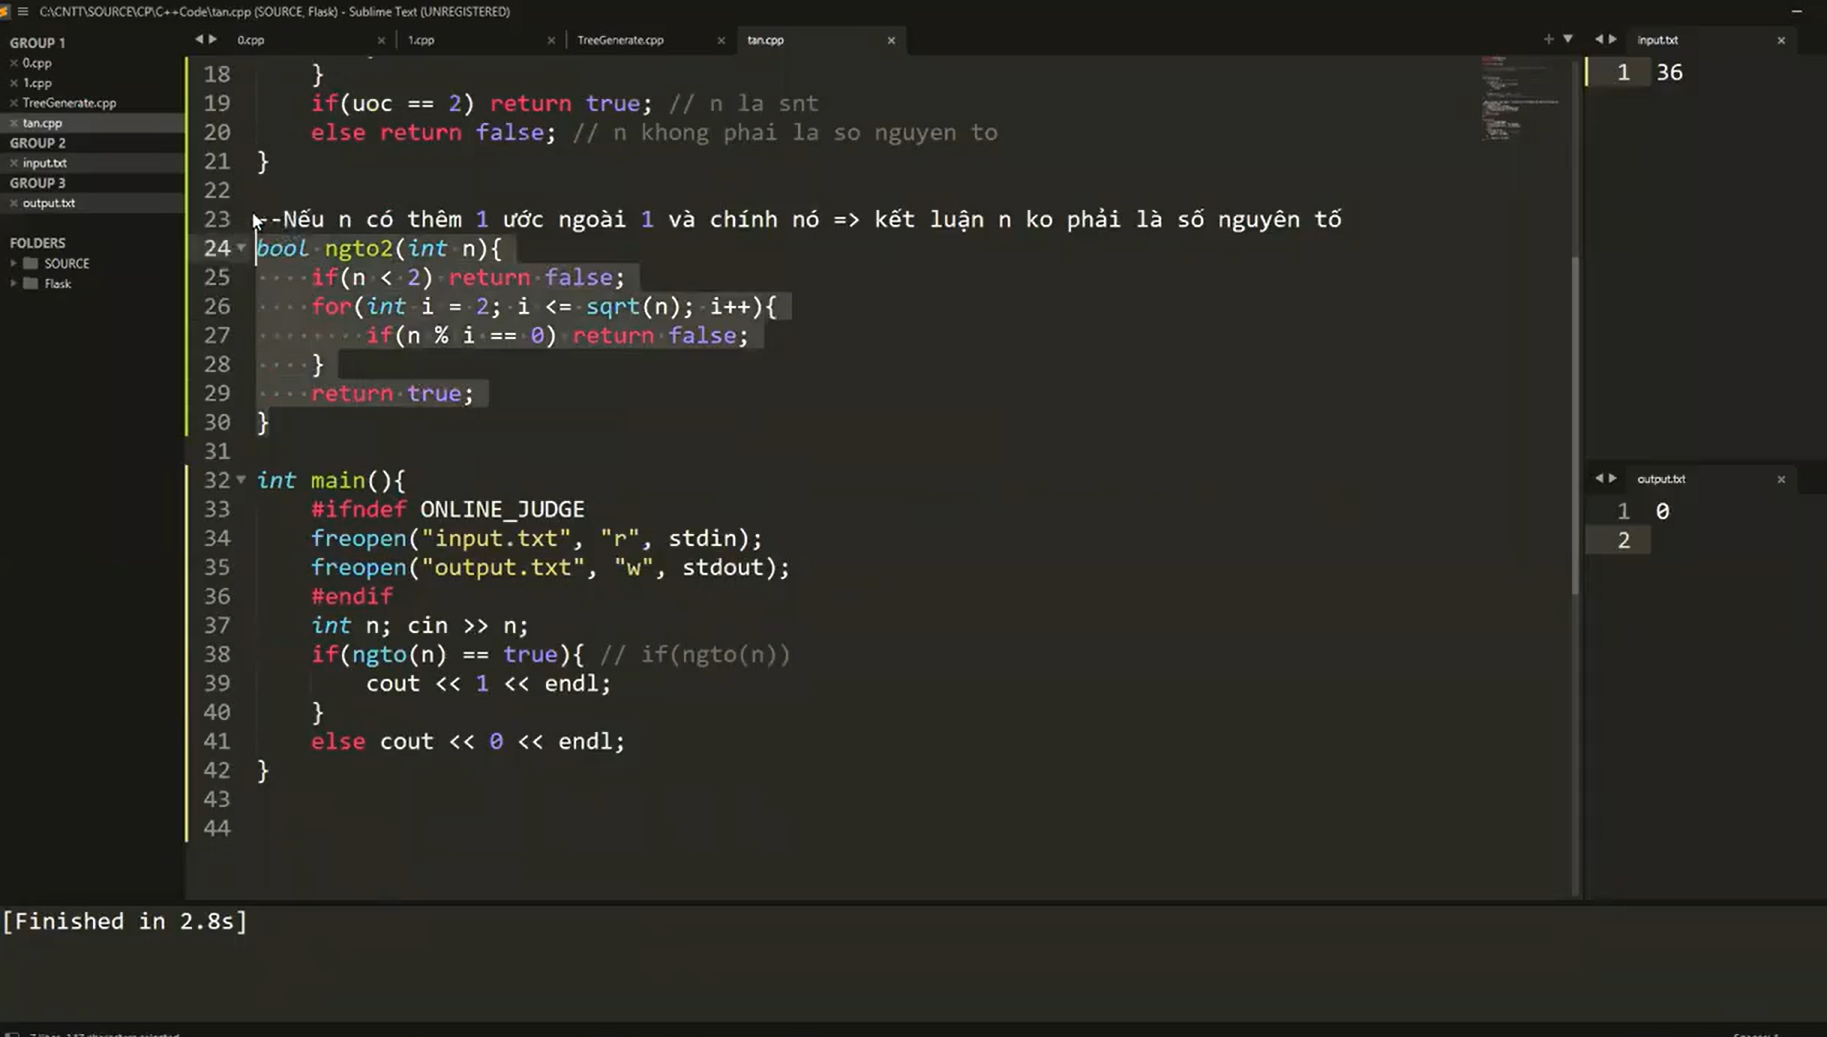 C:\CNTT\SOURCE\CP\C++Code\tan.cpp (SOURCE, Flask) - Sublime Text (UNREGISTERED)
GROUP 1
0.cpp
1.cpp
TreeGenerate.cpp
tan.cpp
GROUP 2
input.txt
GROUP 3
output.txt
FOLDERS
SOURCE
Flask
0.cpp
1.cpp
TreeGenerate.cpp
tan.cpp
18 }
19 if(uoc == 2) return true; // n la snt
20 else return false; // n khong phai la so nguyen to
21 }
22
23 --Nếu n có thêm 1 ước ngoài 1 và chính nó => kết luận n ko phải là số nguyên tố
24 bool ngto2(int n){
25 if(n < 2) return false;
26 for(int i = 2; i <= sqrt(n); i++){
27 if(n % i == 0) return false;
28 }
29 return true;
30 }
31
32 int main(){
33 #ifndef ONLINE_JUDGE
34 freopen("input.txt", "r", stdin);
35 freopen("output.txt", "w", stdout);
36 #endif
37 int n; cin >> n;
38 if(ngto(n) == true){ // if(ngto(n))
39 cout << 1 << endl;
40 }
41 else cout << 0 << endl;
42 }
43
44
input.txt
1 36
output.txt
1 0
2
[Finished in 2.8s]